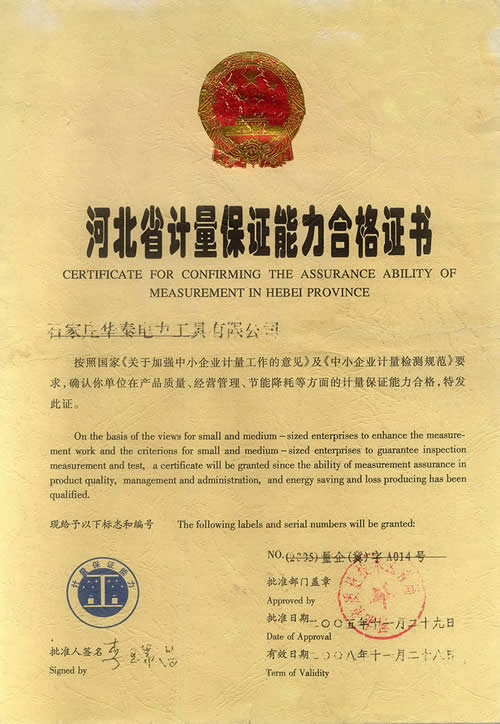 河北省计量保证能力合格证书
CERTIFICATE FOR CONFIRMING THE ASSURANCE ABILITY OF
MEASUREMENT IN HEBEI PROVINCE
石家庄华泰电力工具有限公司
按照国家《关于加强中小企业计量工作的意见》及《中小企业计量检测规范》要
求,确认你单位在产品质量、经营管理、节能降耗等方面的计量保证能力合格,特发
此证。
On the basis of the views for small and medium-sized enterprises to enhance the measure-
ment work and the criterions for small and medium-sized enterprises to guarantee inspection
measurement and test, a certificate will be granted since the ability of measurement assurance in
product quality, management and administration, and energy saving and loss producing has been
qualified.
现给予以下标志和编号 The following labels and serial numbers will be granted:
NO.(2005)量企(冀)字A014号
计量保证能力
批准部门盖章
Approved by
批准日期二〇〇五年十一月二十九日
Date of Approval
批准人签名
有效日期二〇〇八年十一月二十八日
Signed by
Term of Validity